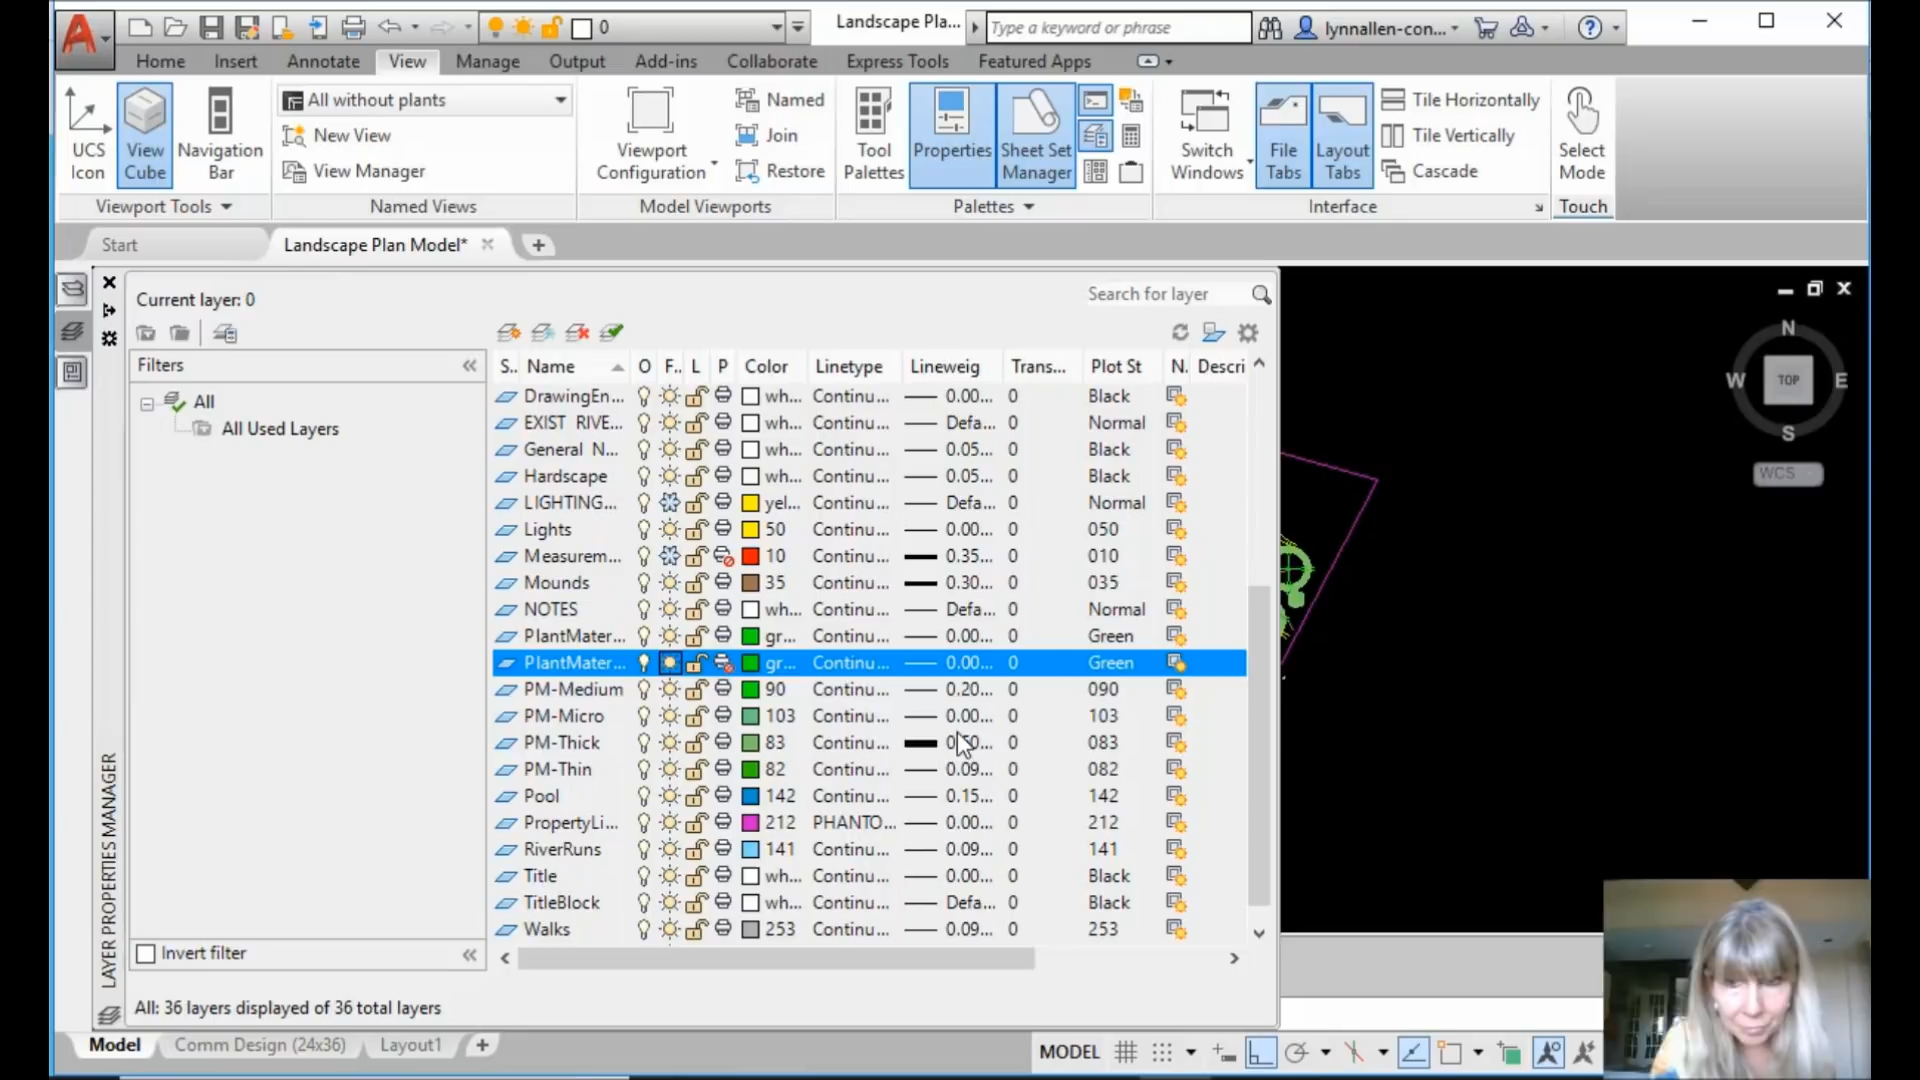 0 Landscape Pla... Type a keyword or phrase lynnallen-con...
Home Insert Annotate View Manage Output Add-ins Collaborate Express Tools Featured Apps
UCS Icon
View Cube
Navigation Bar
Viewport Tools
All without plants
New View
View Manager
Named Views
Viewport Configuration
Named
Join
Restore
Model Viewports
Tool Palettes
Properties
Sheet Set Manager
Palettes
Switch Windows
File Tabs
Layout Tabs
Tile Horizontally
Tile Vertically
Cascade
Interface
Select Mode
Touch
Start Landscape Plan Model*
Current layer: 0 Search for layer
Filters
All
All Used Layers
Invert filter
S.. Name O F.. L P Color Linetype Lineweig Trans... Plot St N. Descri
DrawingEn... wh... Continu... 0.00... 0 Black
EXIST RIVE... wh... Continu... Defa... 0 Normal
General N... wh... Continu... 0.05... 0 Black
Hardscape wh... Continu... 0.05... 0 Black
LIGHTING... yel... Continu... Defa... 0 Normal
Lights 50 Continu... 0.00... 0 050
Measurem... 10 Continu... 0.35... 0 010
Mounds 35 Continu... 0.30... 0 035
NOTES wh... Continu... Defa... 0 Normal
PlantMater... gr... Continu... 0.00... 0 Green
PlantMater... gr... Continu... 0.00... 0 Green
PM-Medium 90 Continu... 0.20... 0 090
PM-Micro 103 Continu... 0.00... 0 103
PM-Thick 83 Continu... 0 083
PM-Thin 82 Continu... 0.09... 0 082
Pool 142 Continu... 0.15... 0 142
PropertyLi... 212 PHANTO... 0.00... 0 212
RiverRuns 141 Continu... 0.09... 0 141
Title wh... Continu... 0.00... 0 Black
TitleBlock wh... Continu... Defa... 0 Black
Walks 253 Continu... 0.09... 0 253
All: 36 layers displayed of 36 total layers
LAYER PROPERTIES MANAGER
N
W TOP E
S
WCS
Model Comm Design (24x36) Layout1 MODEL